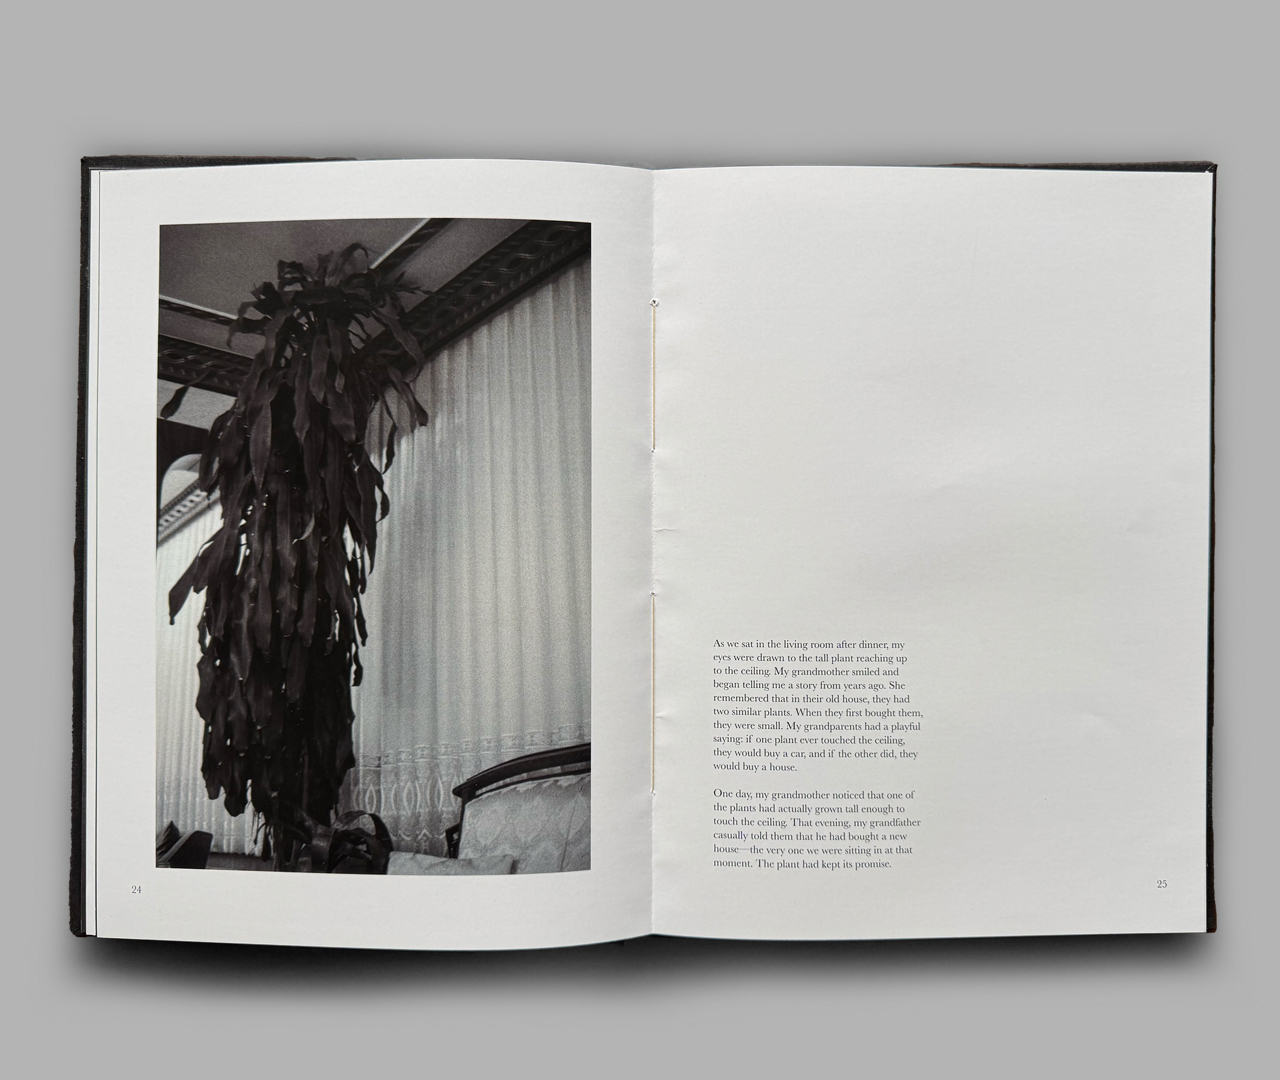 24
As we sat in the living room after dinner, my
eyes were drawn to the tall plant reaching up
to the ceiling. My grandmother smiled and
began telling me a story from years ago. She
remembered that in their old house, they had
two similar plants. When they first bought them,
they were small. My grandparents had a playful
saying: if one plant ever touched the ceiling,
they would buy a car, and if the other did, they
would buy a house.
One day, my grandmother noticed that one of
the plants had actually grown tall enough to
touch the ceiling. That evening, my grandfather
casually told them that he had bought a new
house—the very one we were sitting in at that
moment. The plant had kept its promise.
25